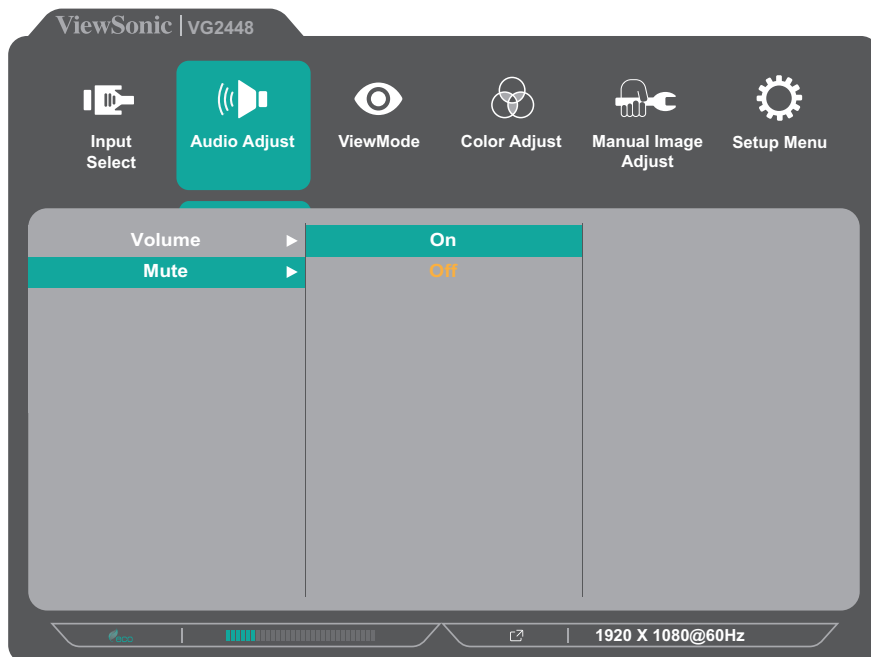 ViewSonic | VG2448
Input Select
Audio Adjust
ViewMode
Color Adjust
Manual Image Adjust
Setup Menu
Volume
On
Mute
Off
eco
1920 X 1080@60Hz